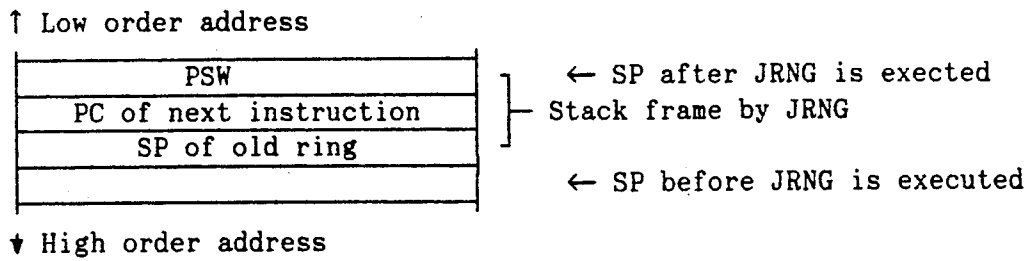 ↑ Low order address
PSW ← SP after JRNG is exected
PC of next instruction Stack frame by JRNG
SP of old ring
← SP before JRNG is executed
↓ High order address